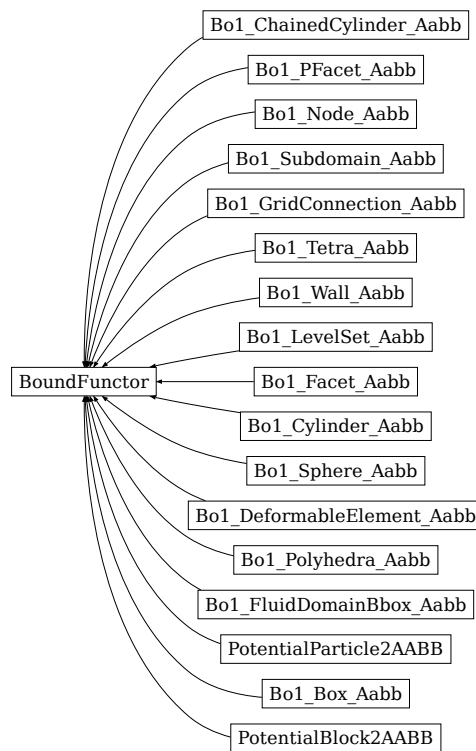 Bo1_ChainedCylinder_Aabb
Bo1_PFacet_Aabb
Bo1_Node_Aabb
Bo1_Subdomain_Aabb
Bo1_GridConnection_Aabb
Bo1_Tetra_Aabb
Bo1_Wall_Aabb
Bo1_LevelSet_Aabb
BoundFunctor
Bo1_Facet_Aabb
Bo1_Cylinder_Aabb
Bo1_Sphere_Aabb
Bo1_DeformableElement_Aabb
Bo1_Polyhedra_Aabb
Bo1_FluidDomainBbox_Aabb
PotentialParticle2AABB
Bo1_Box_Aabb
PotentialBlock2AABB